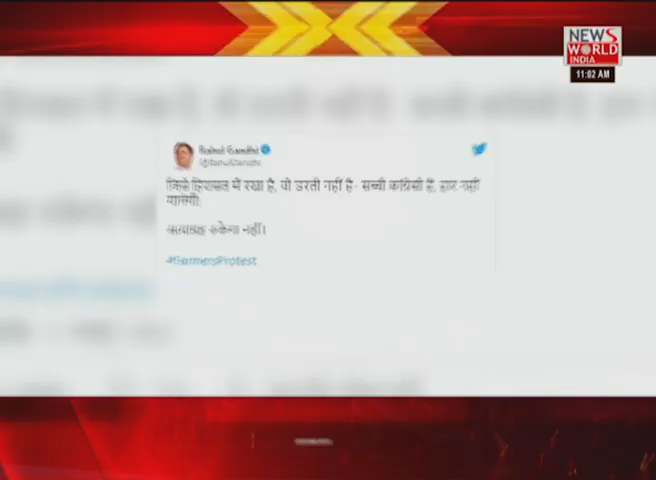 NEWS
WORLD
INDIA
11:02 AM
Rahul Gandhi
@RahulGandhi
जिसे हिरासत में रखा है, वो डरती नहीं है- सच्ची कांग्रेसी है, हार नहीं
मानेगी!
सत्याग्रह रुकेगा नहीं।
#FarmersProtest